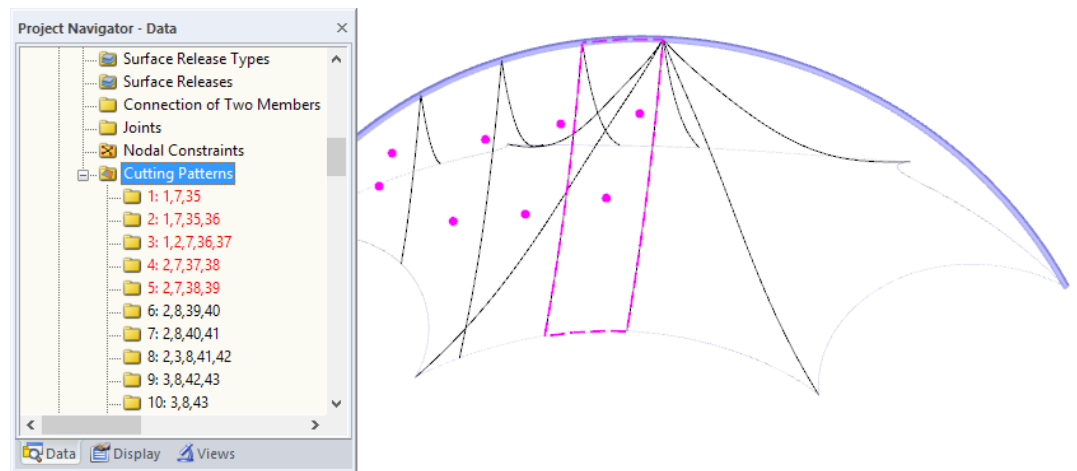 Project Navigator - Data
Surface Release Types
Surface Releases
Connection of Two Members
Joints
Nodal Constraints
Cutting Patterns
1: 1,7,35
2: 1,7,35,36
3: 1,2,7,36,37
4: 2,7,37,38
5: 2,7,38,39
6: 2,8,39,40
7: 2,8,40,41
8: 2,3,8,41,42
9: 3,8,42,43
10: 3,8,43
Data Display Views